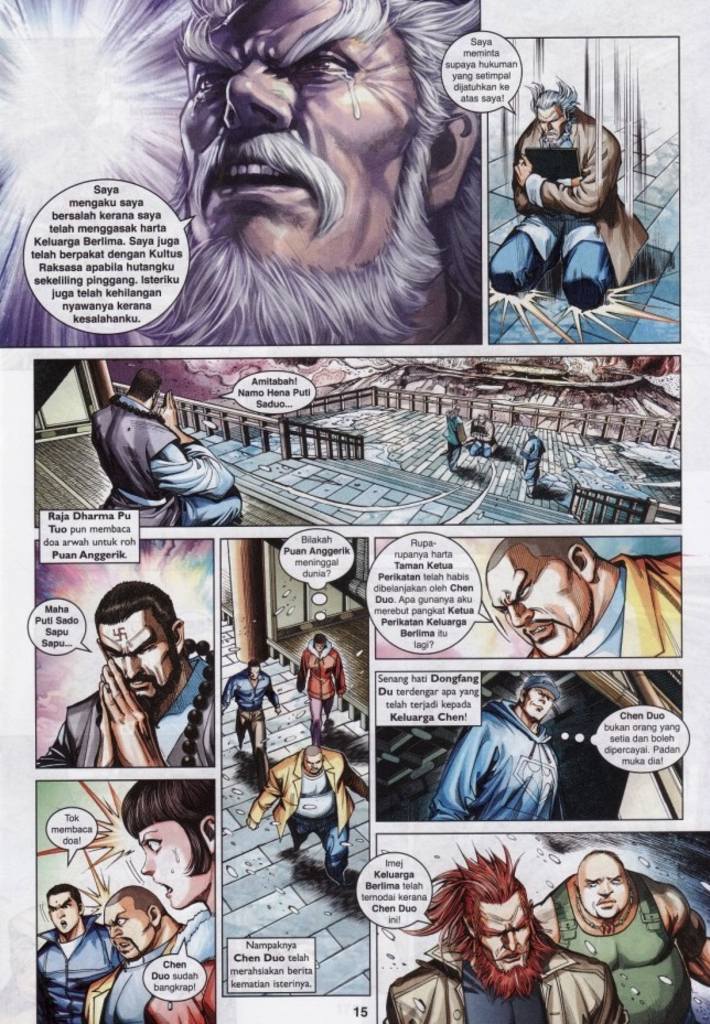 Saya
mengaku saya
bersalah kerana saya
telah menggasak harta
Keluarga Berlima. Saya juga
telah berpakat dengan Kultus
Raksasa apabila hutangku
sekeliling pinggang. Isteriku
juga telah kehilangan
nyawanya kerana
kesalahanku.
Saya
meminta
supaya hukuman
yang setimpal
dijatuhkan ke
atas saya!
Amitabah!
Namo Hena Puti
Saduo...
Raja Dharma Pu
Tuo pun membaca
doa arwah untuk roh
Puan Anggerik.
Maha
Puti Sado
Sapu
Sapu...
Bilakah
Puan Anggerik
meninggal
dunia?
Rupa-
rupanya harta
Taman Ketua
Perikatan telah habis
dibelanjakan oleh Chen
Duo. Apa gunanya aku
merebut pangkat Ketua
Perikatan Keluarga
Berlima itu
lagi?
Senang hati Dongfang
Du terdengar apa yang
telah terjadi kepada
Keluarga Chen!
Chen Duo
bukan orang yang
setia dan boleh
dipercayai. Padan
muka dia!
Tok
membaca
doa!
Chen
Duo sudah
bangkrap!
Nampaknya
Chen Duo telah
merahsiakan berita
kematian isterinya.
Imej
Keluarga
Berlima telah
ternodai kerana
Chen Duo
ini!
15